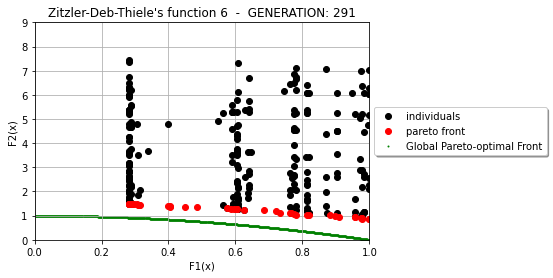 Zitzler-Deb-Thiele's function 6 - GENERATION: 291
9
8
7
6
5
4
3
2
1
0
F2(x)
0.0 0.2 0.4 0.6 0.8 1.0
F1(x)
individuals
pareto front
Global Pareto-optimal Front